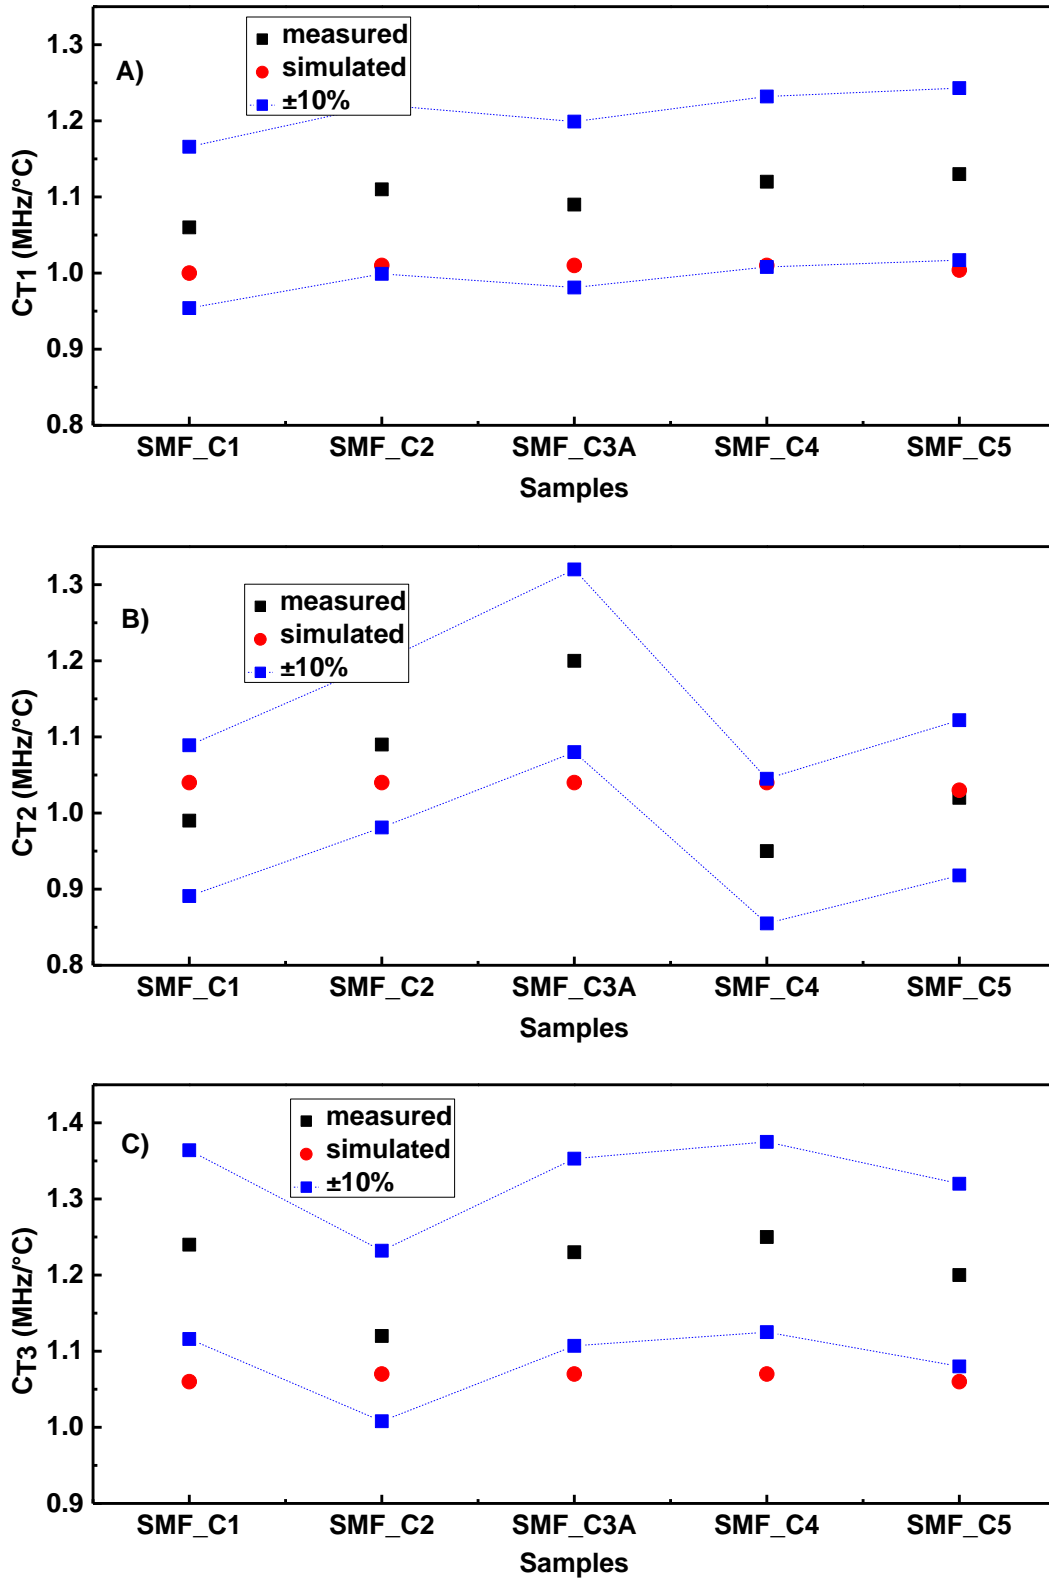 A)
measured
simulated
±10%
CT1 (MHz/°C)
1.3
1.2
1.1
1.0
0.9
0.8
SMF_C1 SMF_C2 SMF_C3A SMF_C4 SMF_C5
Samples
B)
measured
simulated
±10%
CT2 (MHz/°C)
1.3
1.2
1.1
1.0
0.9
0.8
SMF_C1 SMF_C2 SMF_C3A SMF_C4 SMF_C5
Samples
C)
measured
simulated
±10%
CT3 (MHz/°C)
1.4
1.3
1.2
1.1
1.0
0.9
SMF_C1 SMF_C2 SMF_C3A SMF_C4 SMF_C5
Samples